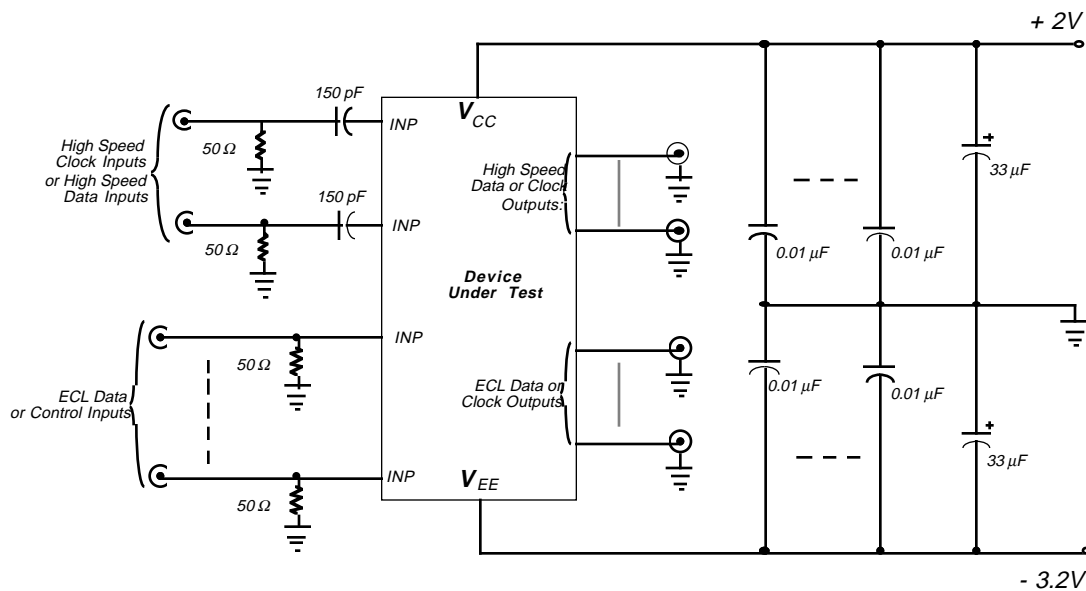 + 2V
150 pF
INP
V CC
50 Ω
High Speed
Clock Inputs
or High Speed
Data Inputs
High Speed
Data or Clock
Outputs:
+
33 μF
150 pF
INP
50 Ω
0.01 μF
0.01 μF
Device
Under Test
INP
50 Ω
ECL Data
or Control Inputs
ECL Data or
Clock Outputs
0.01 μF
0.01 μF
+
33 μF
INP
V EE
50 Ω
- 3.2V